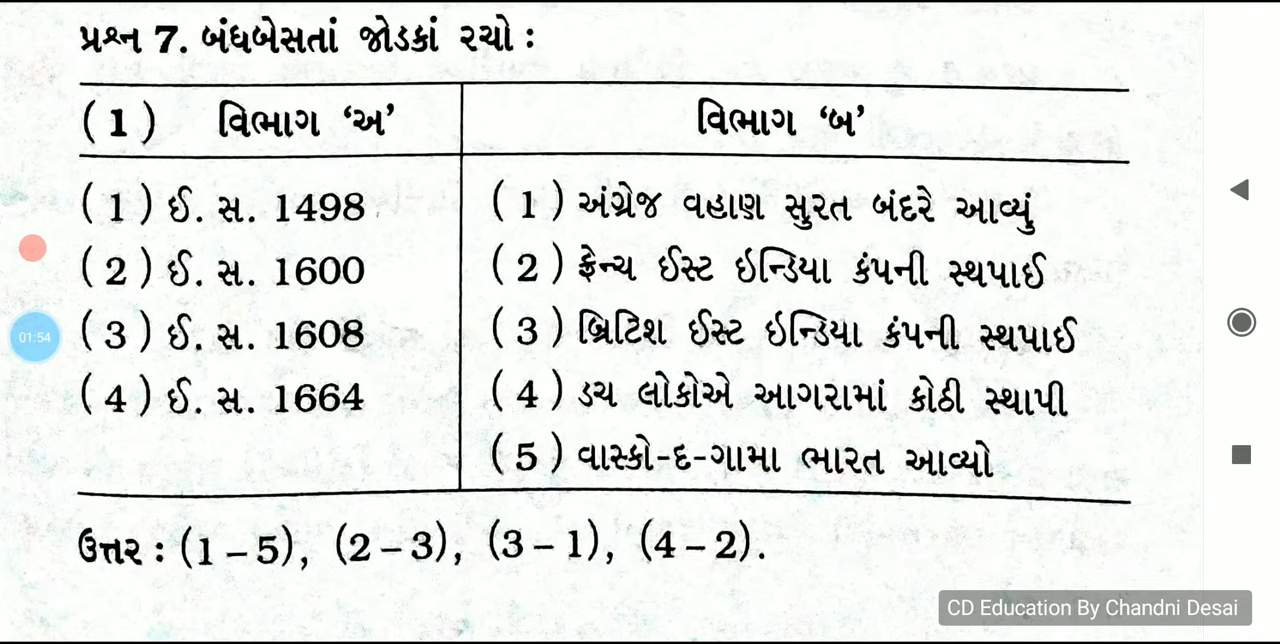 પ્રશ્ન 7. બંધબેસતાં જોડકાં રચો :
(1) વિભાગ ‘અ’ વિભાગ ‘બ’
(1) ઈ. સ. 1498 (1) અંગ્રેજ વહાણ સુરત બંદરે આવ્યું
(2) ઈ. સ. 1600 (2) ફ્રેન્ચ ઈસ્ટ ઇન્ડિયા કંપની સ્થપાઈ
(3) ઈ. સ. 1608 (3) બ્રિટિશ ઈસ્ટ ઇન્ડિયા કંપની સ્થપાઈ
(4) ઈ. સ. 1664 (4) ડચ લોકોએ આગરામાં કોઠી સ્થાપી
(5) વાસ્કો-દ-ગામા ભારત આવ્યો
ઉત્તર : (1 – 5), (2 – 3), (3 – 1), (4 – 2).
01:54
CD Education By Chandni Desai